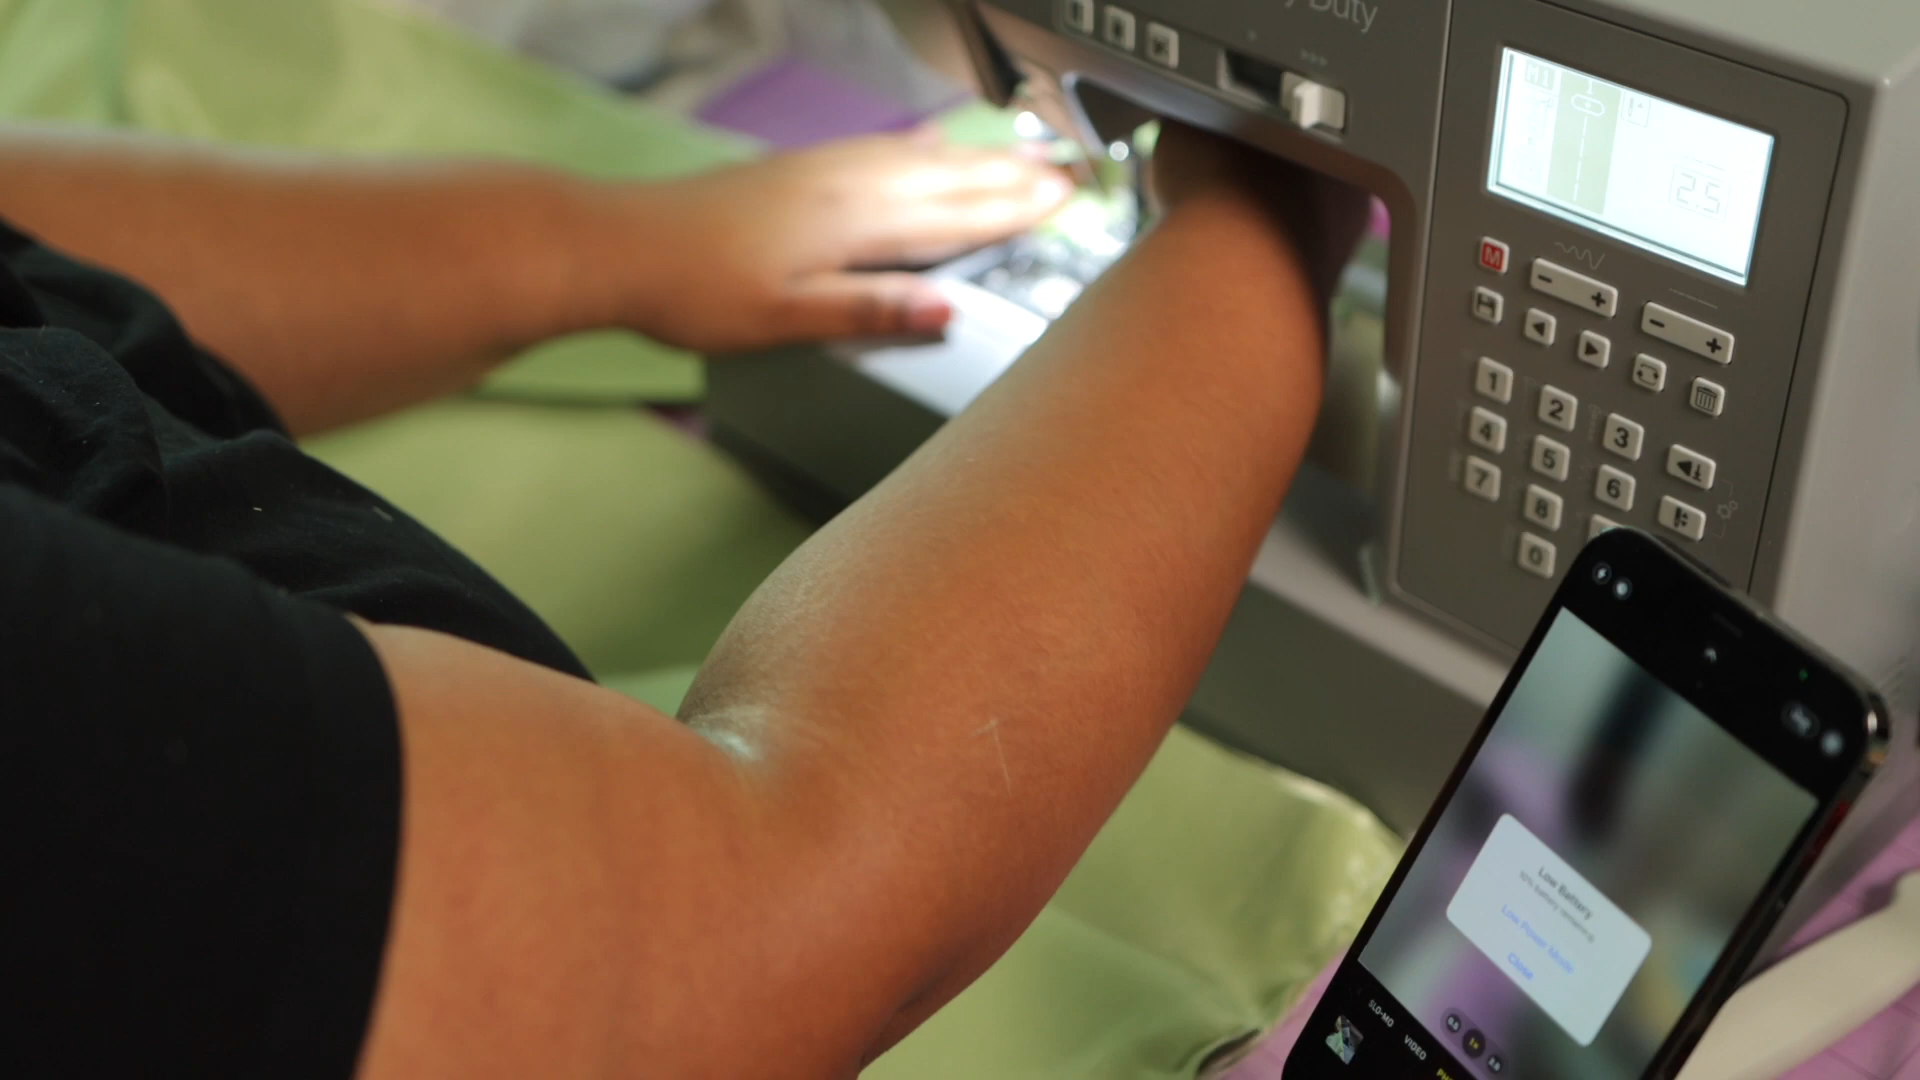 Duty
2.5
M
- +
- +
1
2
3
4
5
6
7
8
0
Low Battery
Low Power Mode
Close
SLO-MO
VIDEO
1x